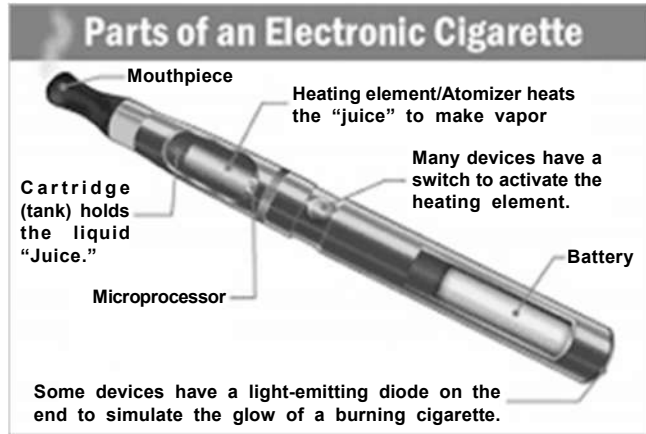 Parts of an Electronic Cigarette
Mouthpiece
Heating element/Atomizer heats
the “juice” to make vapor
Many devices have a
switch to activate the
heating element.
Cartridge
(tank) holds
the liquid
“Juice.”
Battery
Microprocessor
Some devices have a light-emitting diode on the
end to simulate the glow of a burning cigarette.